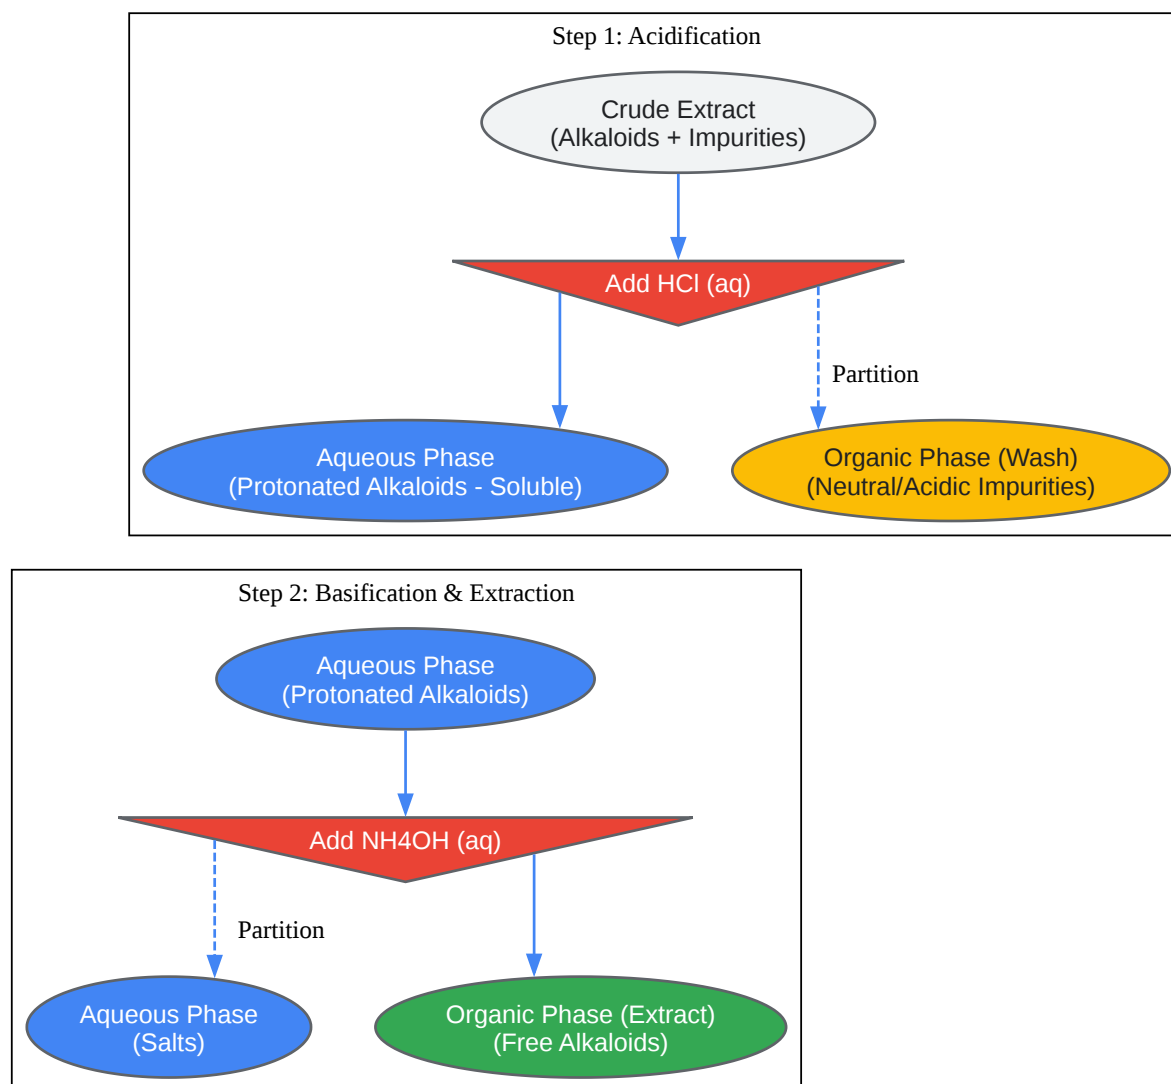 Step 1: Acidification
Crude Extract
(Alkaloids + Impurities)
Add HCl (aq)
Partition
Aqueous Phase
(Protonated Alkaloids - Soluble)
Organic Phase (Wash)
(Neutral/Acidic Impurities)
Step 2: Basification & Extraction
Aqueous Phase
(Protonated Alkaloids)
Add NH4OH (aq)
Partition
Aqueous Phase
(Salts)
Organic Phase (Extract)
(Free Alkaloids)